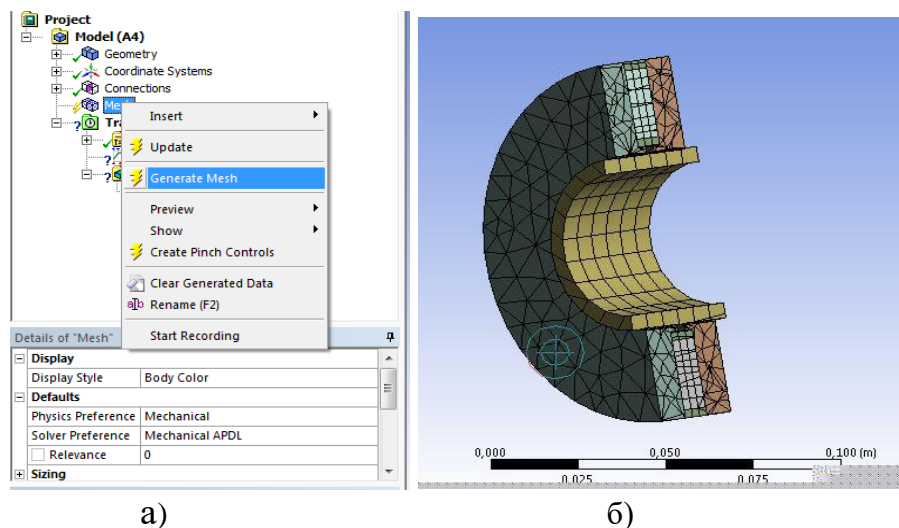 Project
Model (A4)
Geometry
Coordinate Systems
Connections
Insert
Update
Generate Mesh
Preview
Show
Create Pinch Controls
Clear Generated Data
Rename (F2)
Start Recording
Details of "Mesh"
Display
Display Style Body Color
Defaults
Physics Preference Mechanical
Solver Preference Mechanical APDL
Relevance 0
Sizing
0,000 0,050 0,100 (m)
0,025 0,075
а) б)